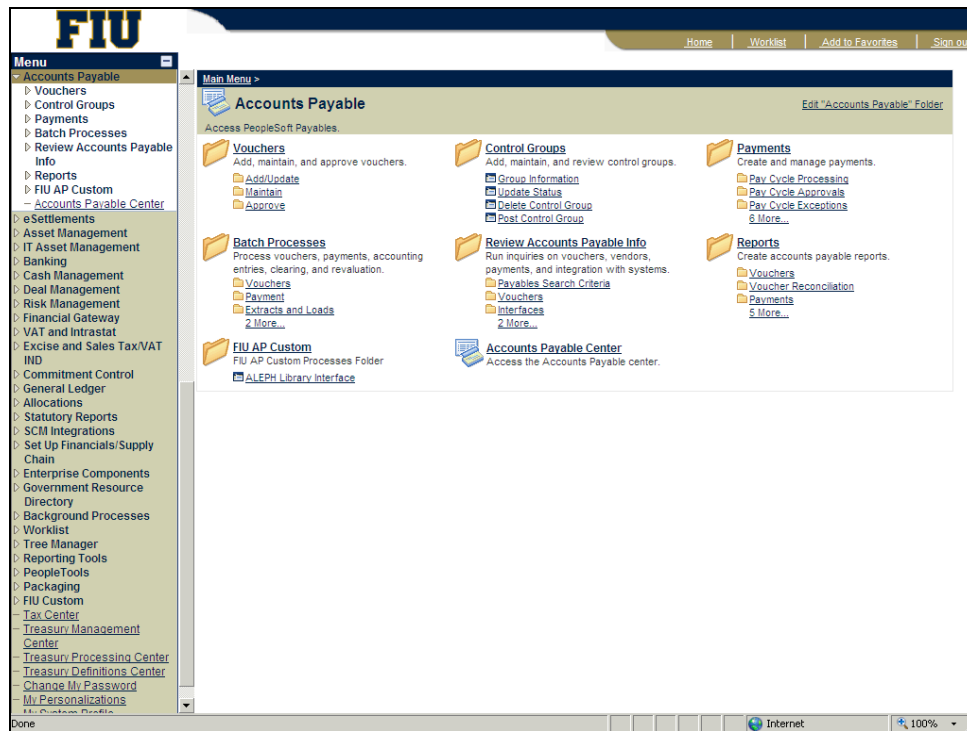 FIU
Home
Worklist
Add to Favorites
Sign ou
Menu
Accounts Payable
Vouchers
Control Groups
Payments
Batch Processes
Review Accounts Payable
Info
Reports
FIU AP Custom
Accounts Payable Center
eSettlements
Asset Management
IT Asset Management
Banking
Cash Management
Deal Management
Risk Management
Financial Gateway
VAT and Intrastat
Excise and Sales Tax/VAT
IND
Commitment Control
General Ledger
Allocations
Statutory Reports
SCM Integrations
Set Up Financials/Supply
Chain
Enterprise Components
Government Resource
Directory
Background Processes
Worklist
Tree Manager
Reporting Tools
PeopleTools
Packaging
FIU Custom
Tax Center
Treasury Management
Center
Treasury Processing Center
Treasury Definitions Center
Change My Password
My Personalizations
My System Profile
Main Menu >
Accounts Payable
Edit "Accounts Payable" Folder
Access PeopleSoft Payables.
Vouchers
Add, maintain, and approve vouchers.
Add/Update
Maintain
Approve
Control Groups
Add, maintain, and review control groups.
Group Information
Update Status
Delete Control Group
Post Control Group
Payments
Create and manage payments.
Pay Cycle Processing
Pay Cycle Approvals
Pay Cycle Exceptions
6 More...
Batch Processes
Process vouchers, payments, accounting
entries, clearing, and revaluation.
Vouchers
Payment
Extracts and Loads
2 More...
Review Accounts Payable Info
Run inquiries on vouchers, vendors,
payments, and integration with systems.
Payables Search Criteria
Vouchers
Interfaces
2 More...
Reports
Create accounts payable reports.
Vouchers
Voucher Reconciliation
Payments
5 More...
FIU AP Custom
FIU AP Custom Processes Folder
ALEPH Library Interface
Accounts Payable Center
Access the Accounts Payable center.
Done
Internet
100%